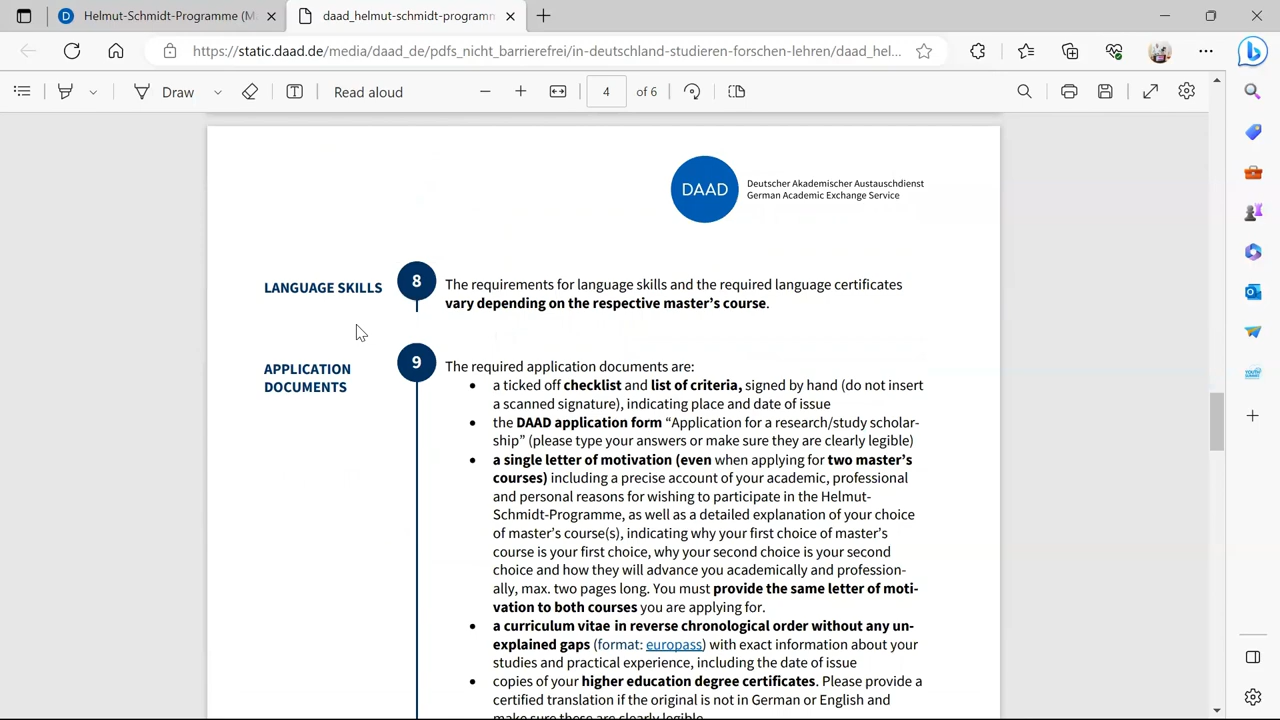 Helmut-Schmidt-Programme (M
daad_helmut-schmidt-programm
https://static.daad.de/media/daad_de/pdfs_nicht_barrierefrei/in-deutschland-studieren-forschen-lehren/daad_hel...
Draw
Read aloud
4 of 6
DAAD
Deutscher Akademischer Austauschdienst
German Academic Exchange Service
LANGUAGE SKILLS
8
The requirements for language skills and the required language certificates
vary depending on the respective master's course.
APPLICATION
DOCUMENTS
9
The required application documents are:
• a ticked off checklist and list of criteria, signed by hand (do not insert
a scanned signature), indicating place and date of issue
• the DAAD application form “Application for a research/study scholar-
ship” (please type your answers or make sure they are clearly legible)
• a single letter of motivation (even when applying for two master's
courses) including a precise account of your academic, professional
and personal reasons for wishing to participate in the Helmut-
Schmidt-Programme, as well as a detailed explanation of your choice
of master's course(s), indicating why your first choice of master's
course is your first choice, why your second choice is your second
choice and how they will advance you academically and profession-
ally, max. two pages long. You must provide the same letter of moti-
vation to both courses you are applying for.
• a curriculum vitae in reverse chronological order without any un-
explained gaps (format: europass) with exact information about your
studies and practical experience, including the date of issue
• copies of your higher education degree certificates. Please provide a
certified translation if the original is not in German or English and
make sure these are clearly legible